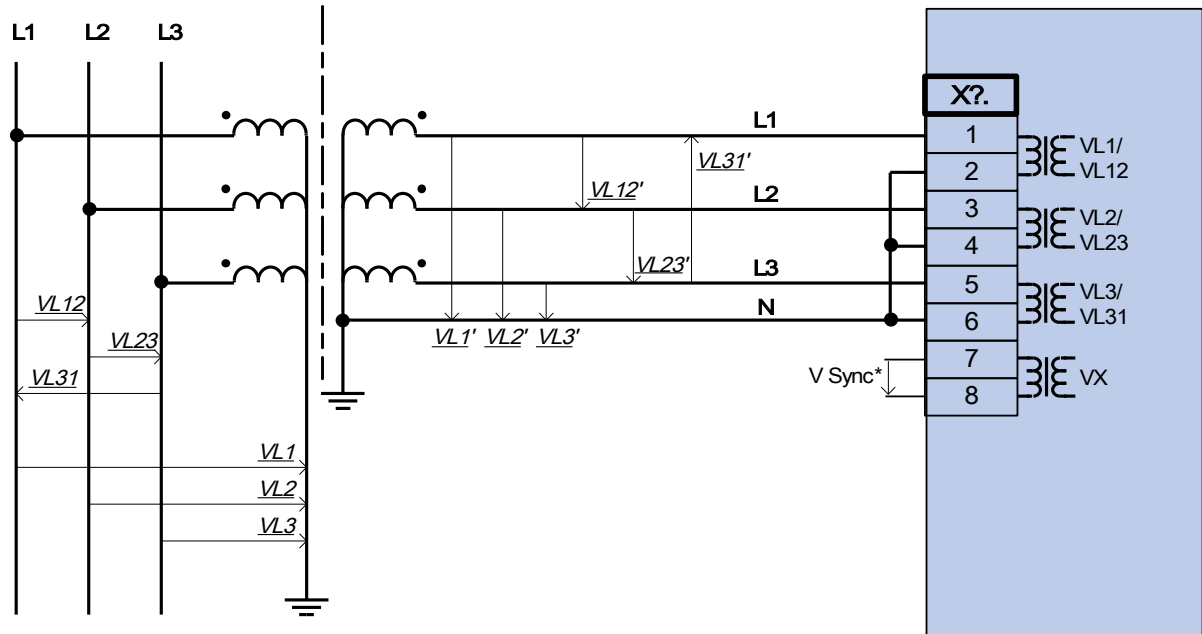 L1 L2 L3
X?.
L1
1
VL1/
VL12
VL31'
2
VL12'
L2
3
VL2/
VL23
4
VL23'
L3
5
VL3/
VL31
VL12
N
6
VL1' VL2' VL3'
VL23
7
V Sync*
VX
VL31
8
VL1
VL2
VL3